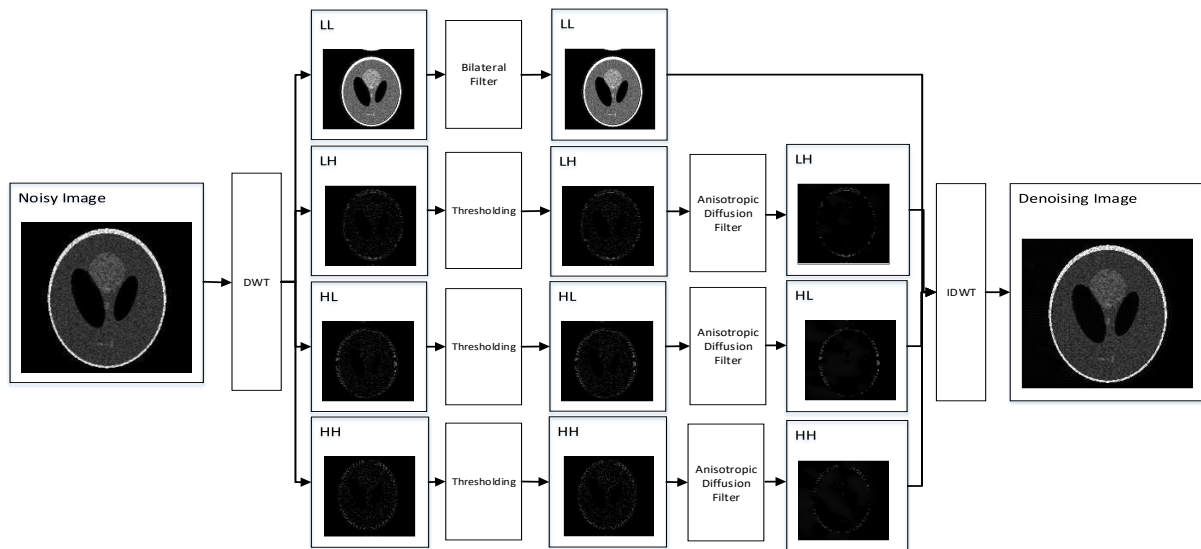 Noisy Image
DWT
LL
Bilateral
Filter
LL
LH
Thresholding
LH
Anisotropic
Diffusion
Filter
LH
HL
Thresholding
HL
Anisotropic
Diffusion
Filter
HL
HH
Thresholding
HH
Anisotropic
Diffusion
Filter
HH
IDWT
Denoising Image